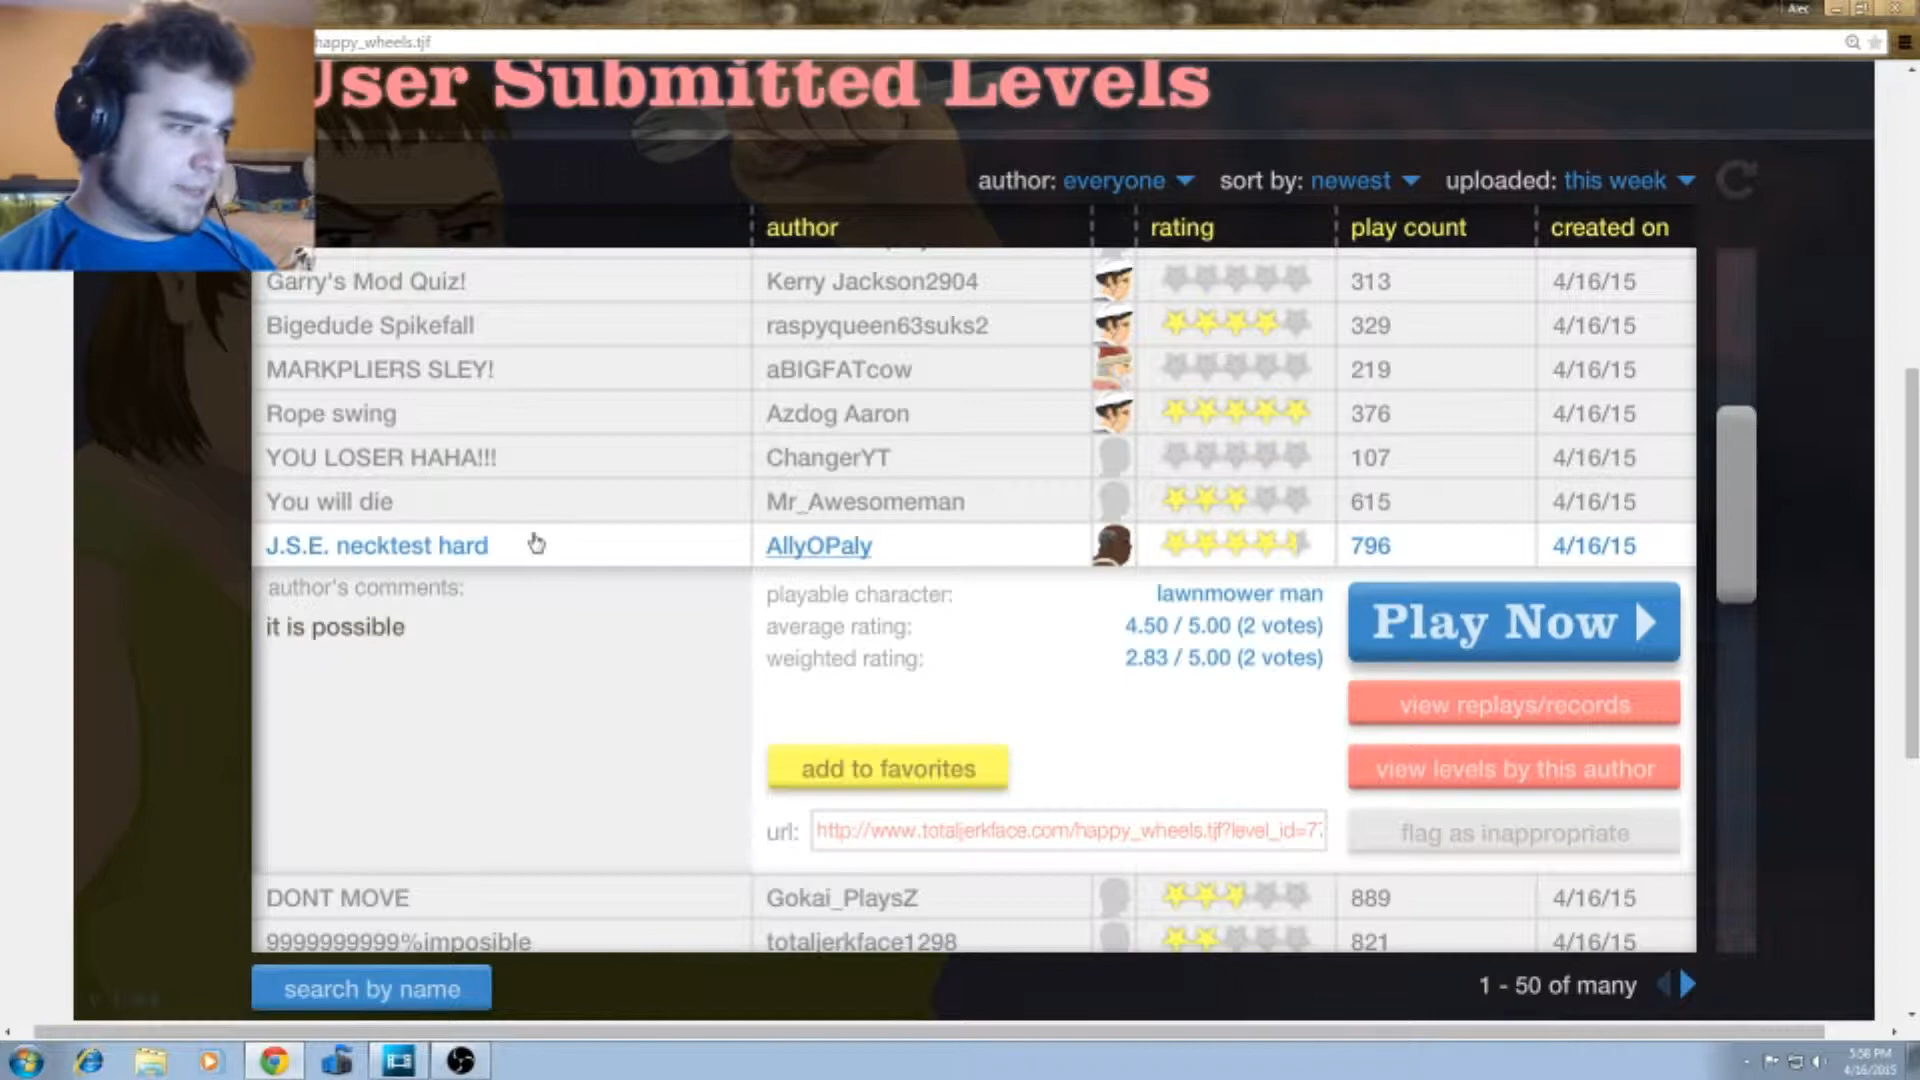 Alec
happy_wheels.tjf
User Submitted Levels
author: everyone sort by: newest uploaded: this week
author rating play count created on
Garry's Mod Quiz! Kerry Jackson2904 313 4/16/15
Bigedude Spikefall raspyqueen63suks2 329 4/16/15
MARKPLIERS SLEY! aBIGFATcow 219 4/16/15
Rope swing Azdog Aaron 376 4/16/15
YOU LOSER HAHA!!! ChangerYT 107 4/16/15
You will die Mr_Awesomeman 615 4/16/15
J.S.E. necktest hard AllyOPaly 796 4/16/15
author's comments:
it is possible
playable character: lawnmower man
average rating: 4.50 / 5.00 (2 votes)
weighted rating: 2.83 / 5.00 (2 votes)
Play Now
view replays/records
add to favorites
view levels by this author
url: http://www.totaljerkface.com/happy_wheels.tjf?level_id=7
flag as inappropriate
DONT MOVE Gokai_PlaysZ 889 4/16/15
9999999999%imposible totaljerkface1298 821 4/16/15
search by name
1 - 50 of many
5:58 PM
4/16/2015